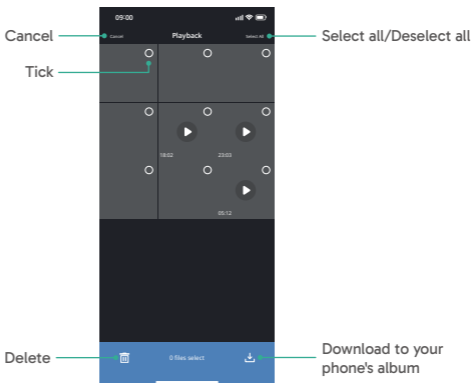 09:00
Cancel
Cancel
Playback
Select All
Select all/Deselect all
Tick
18:02
23:03
05:12
Delete
0 files select
Download to your
phone's album